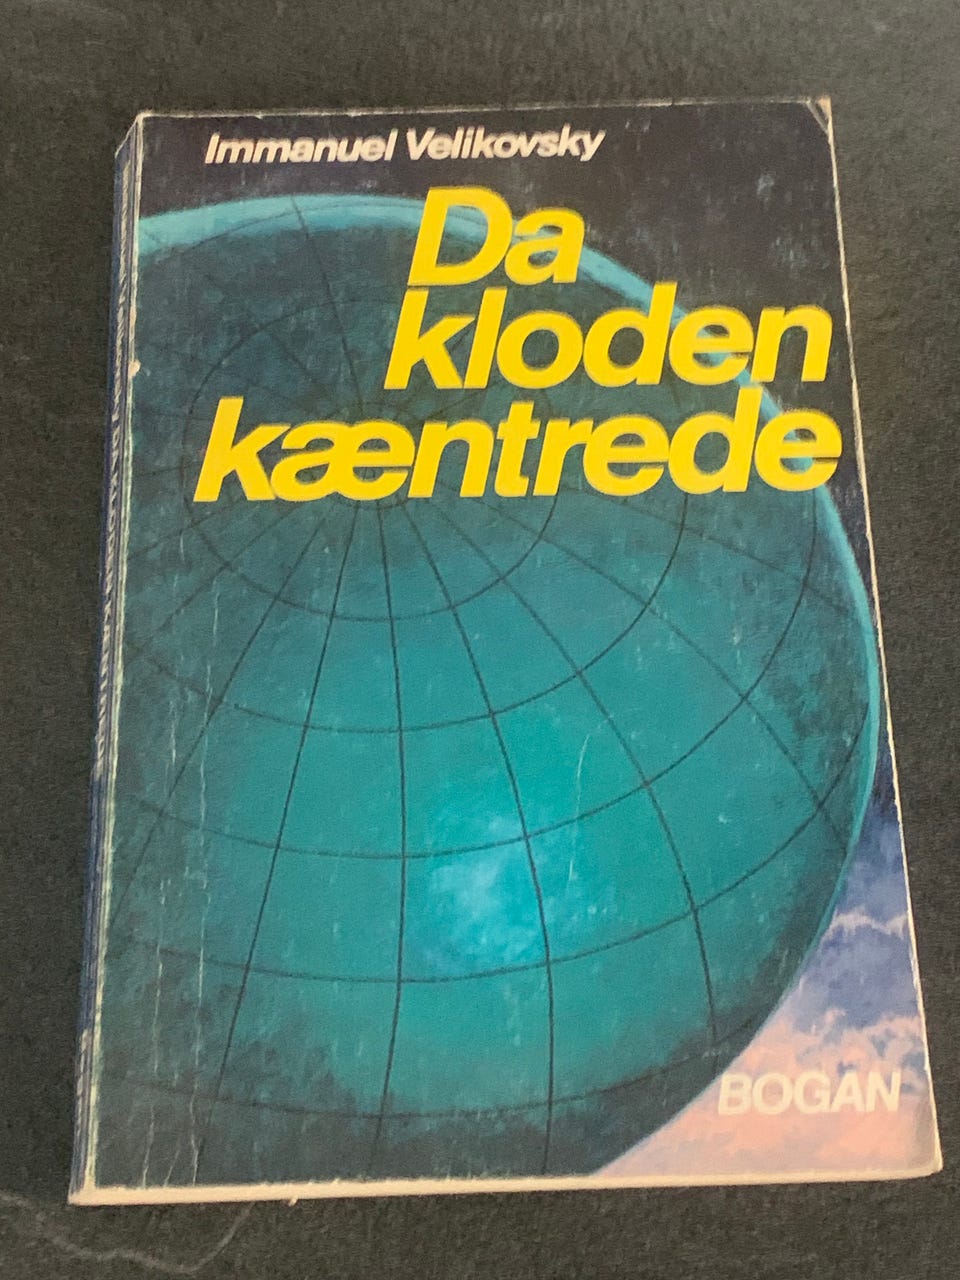 Immanuel Velikovsky
Da
kloden
kæntrede
BOGAN